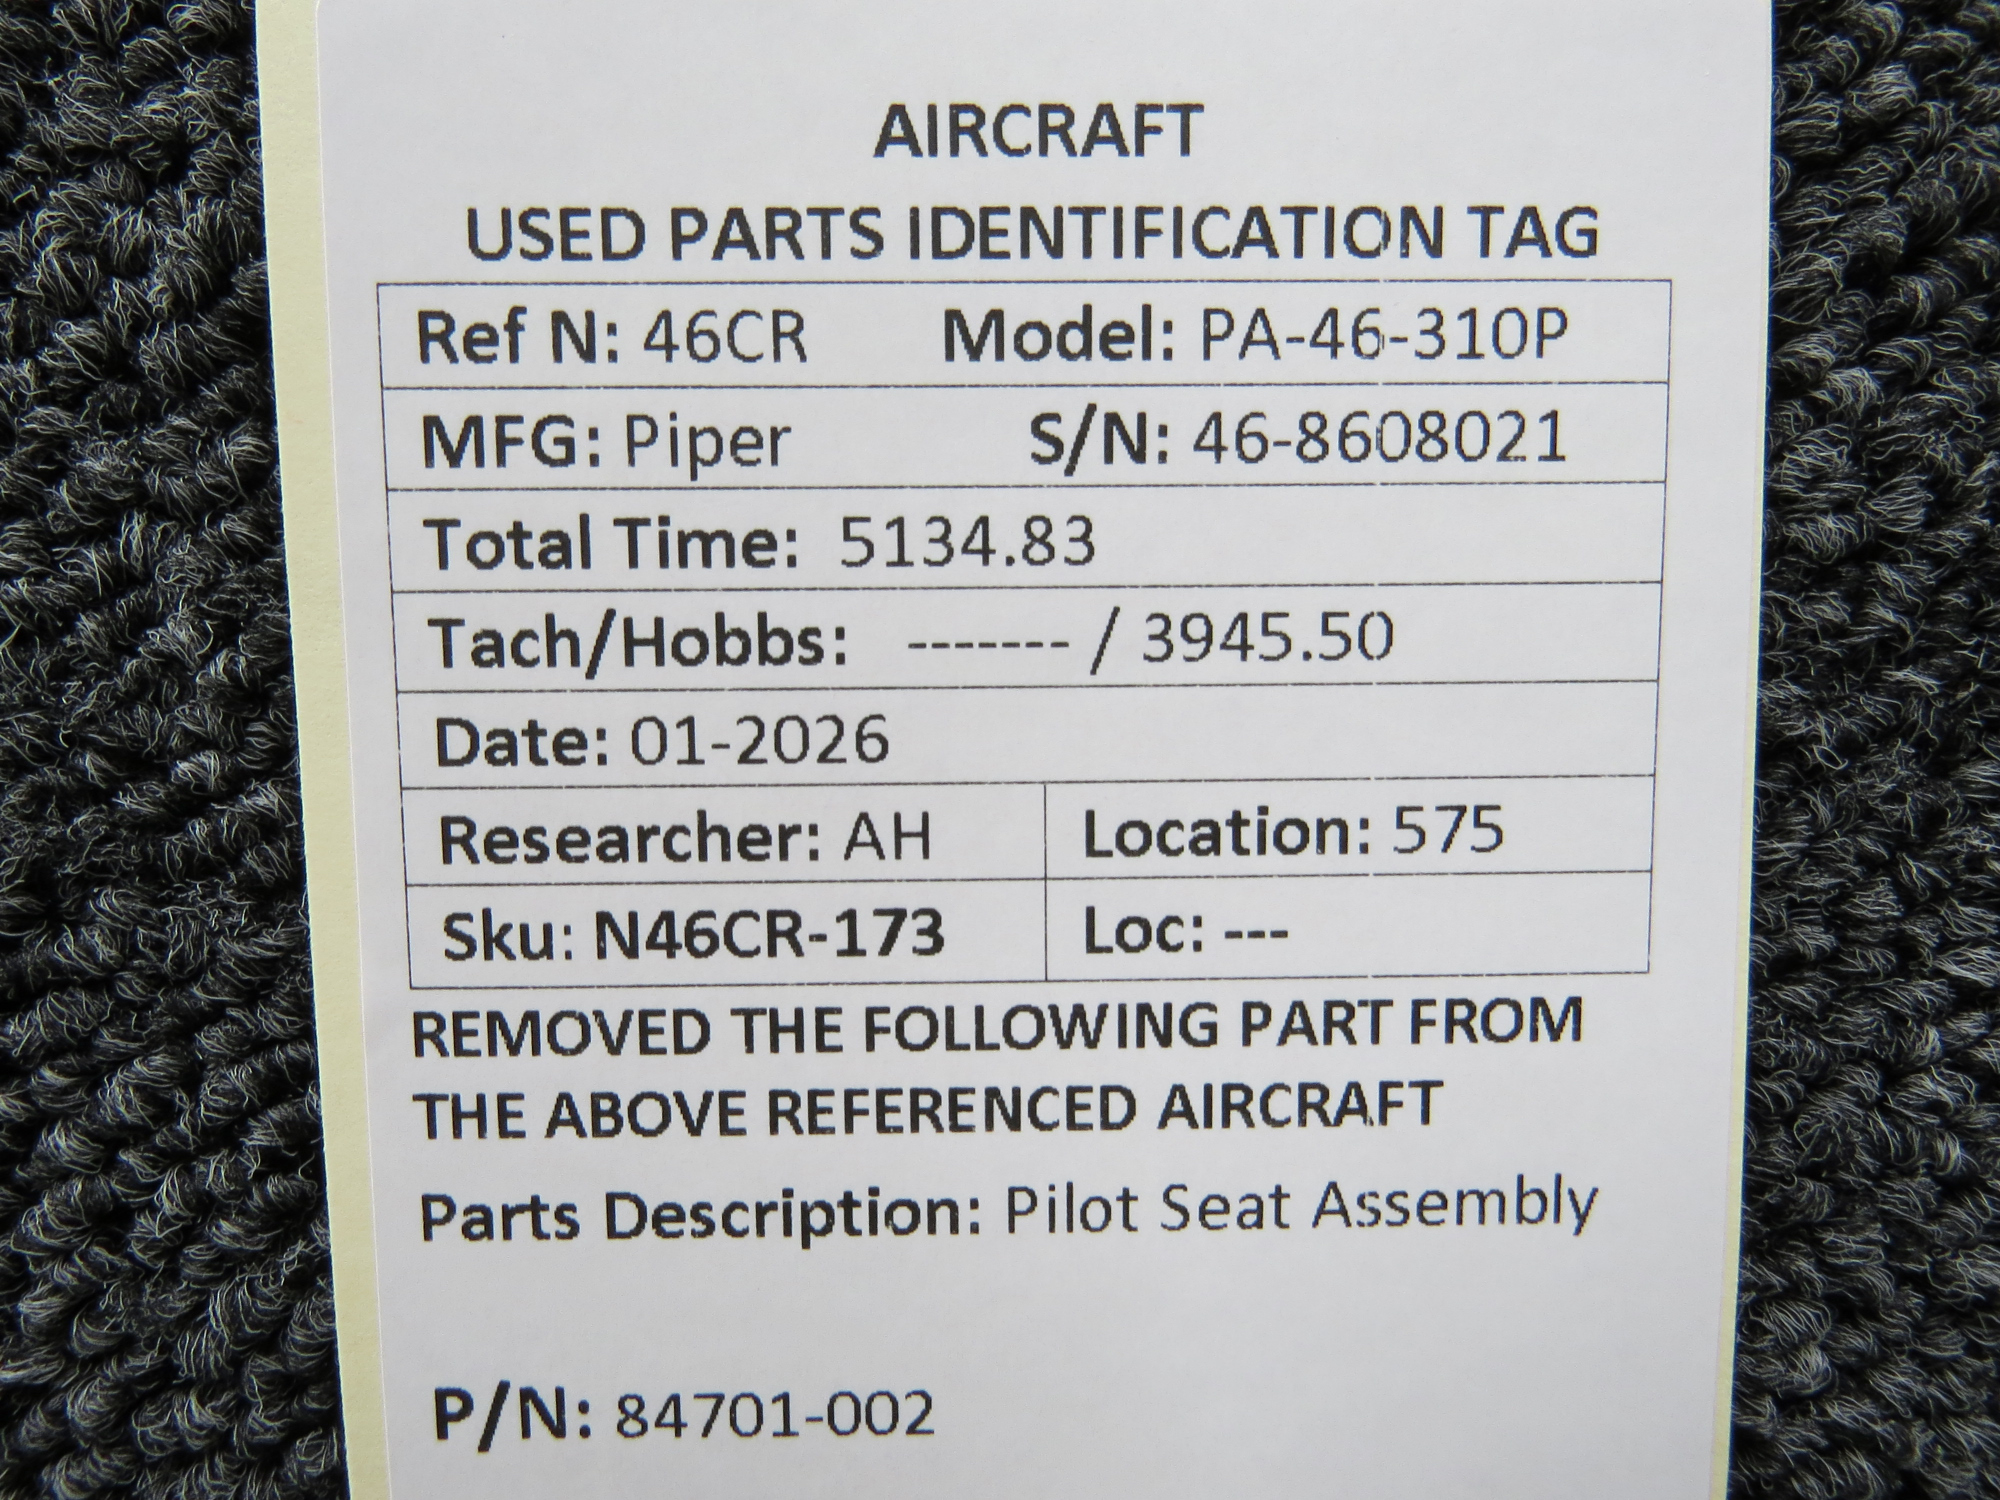 AIRCRAFT
USED PARTS IDENTIFICATION TAG
Ref N: 46CR Model: PA-46-310P
MFG: Piper S/N: 46-8608021
Total Time: 5134.83
Tach/Hobbs: ------- / 3945.50
Date: 01-2026
Researcher: AH Location: 575
Sku: N46CR-173 Loc: ---
REMOVED THE FOLLOWING PART FROM
THE ABOVE REFERENCED AIRCRAFT
Parts Description: Pilot Seat Assembly
P/N: 84701-002